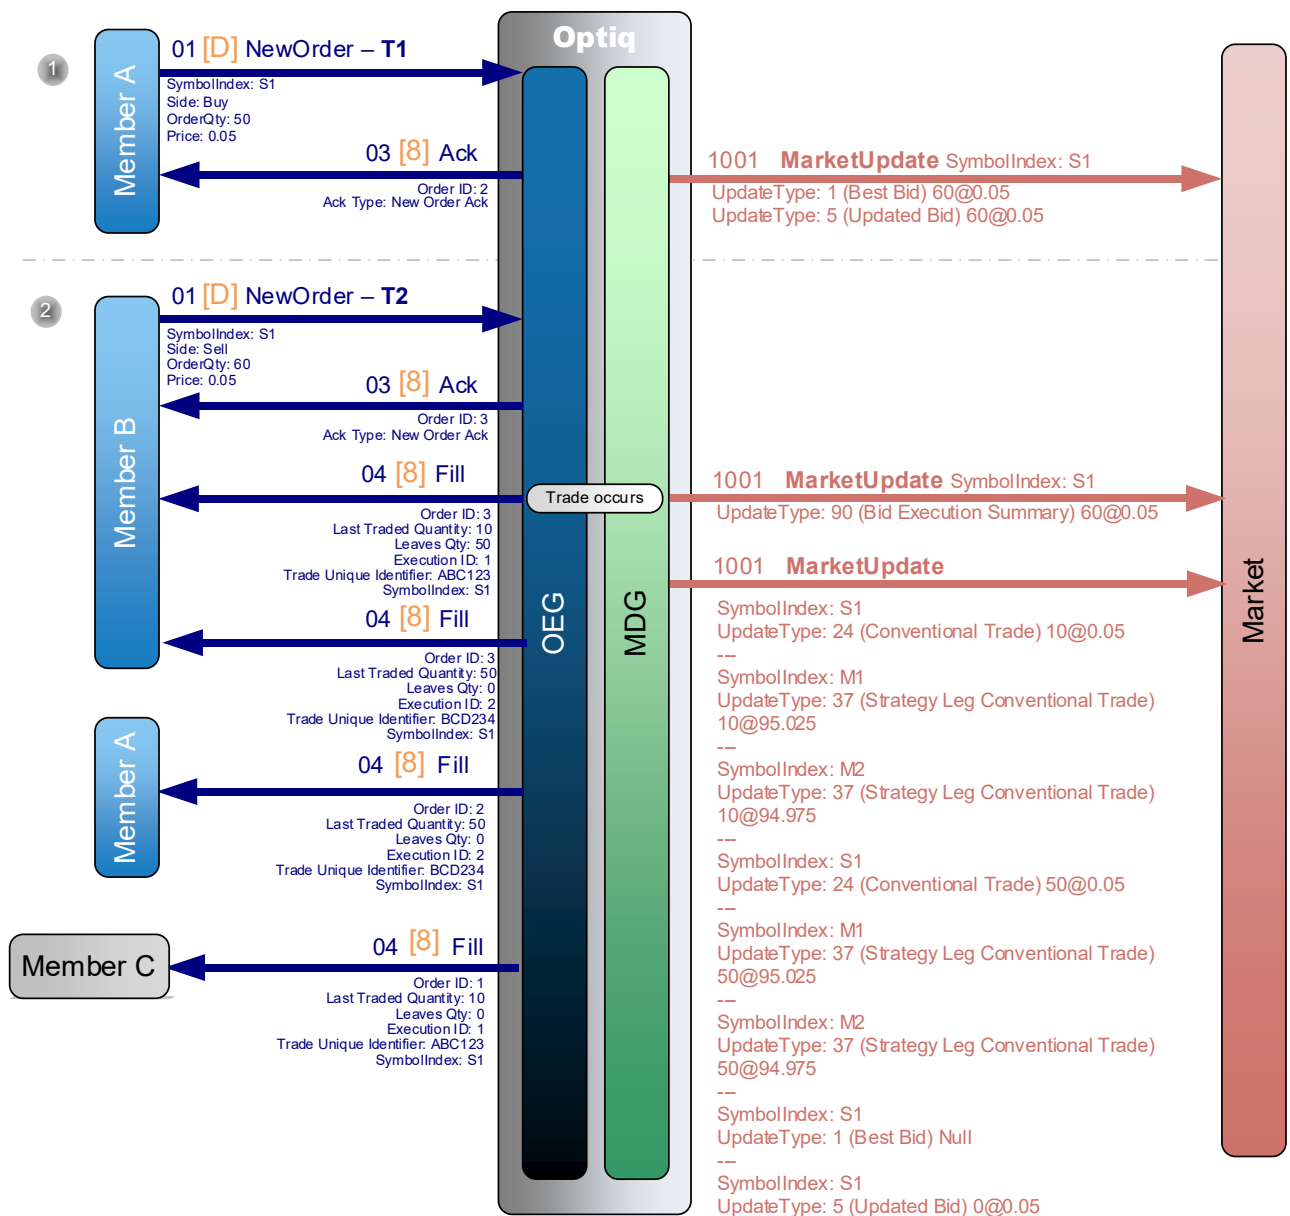 Optiq
1
Member A
01 [D] NewOrder – T1
SymbolIndex: S1
Side: Buy
OrderQty: 50
Price: 0.05
03 [8] Ack
Order ID: 2
Ack Type: New Order Ack
1001 MarketUpdate SymbolIndex: S1
UpdateType: 1 (Best Bid) 60@0.05
UpdateType: 5 (Updated Bid) 60@0.05
2
Member B
01 [D] NewOrder – T2
SymbolIndex: S1
Side: Sell
OrderQty: 60
Price: 0.05
03 [8] Ack
Order ID: 3
Ack Type: New Order Ack
04 [8] Fill
Order ID: 3
Last Traded Quantity: 10
Leaves Qty: 50
Execution ID: 1
Trade Unique Identifier: ABC123
SymbolIndex: S1
04 [8] Fill
Order ID: 3
Last Traded Quantity: 50
Leaves Qty: 0
Execution ID: 2
Trade Unique Identifier: BCD234
SymbolIndex: S1
Member A
04 [8] Fill
Order ID: 2
Last Traded Quantity: 50
Leaves Qty: 0
Execution ID: 2
Trade Unique Identifier: BCD234
SymbolIndex: S1
Member C
04 [8] Fill
Order ID: 1
Last Traded Quantity: 10
Leaves Qty: 0
Execution ID: 1
Trade Unique Identifier: ABC123
SymbolIndex: S1
Trade occurs
OEG
MDG
1001 MarketUpdate SymbolIndex: S1
UpdateType: 90 (Bid Execution Summary) 60@0.05
1001 MarketUpdate
SymbolIndex: S1
UpdateType: 24 (Conventional Trade) 10@0.05
---
SymbolIndex: M1
UpdateType: 37 (Strategy Leg Conventional Trade)
10@95.025
---
SymbolIndex: M2
UpdateType: 37 (Strategy Leg Conventional Trade)
10@94.975
---
SymbolIndex: S1
UpdateType: 24 (Conventional Trade) 50@0.05
---
SymbolIndex: M1
UpdateType: 37 (Strategy Leg Conventional Trade)
50@95.025
---
SymbolIndex: M2
UpdateType: 37 (Strategy Leg Conventional Trade)
50@94.975
---
SymbolIndex: S1
UpdateType: 1 (Best Bid) Null
---
SymbolIndex: S1
UpdateType: 5 (Updated Bid) 0@0.05
Market